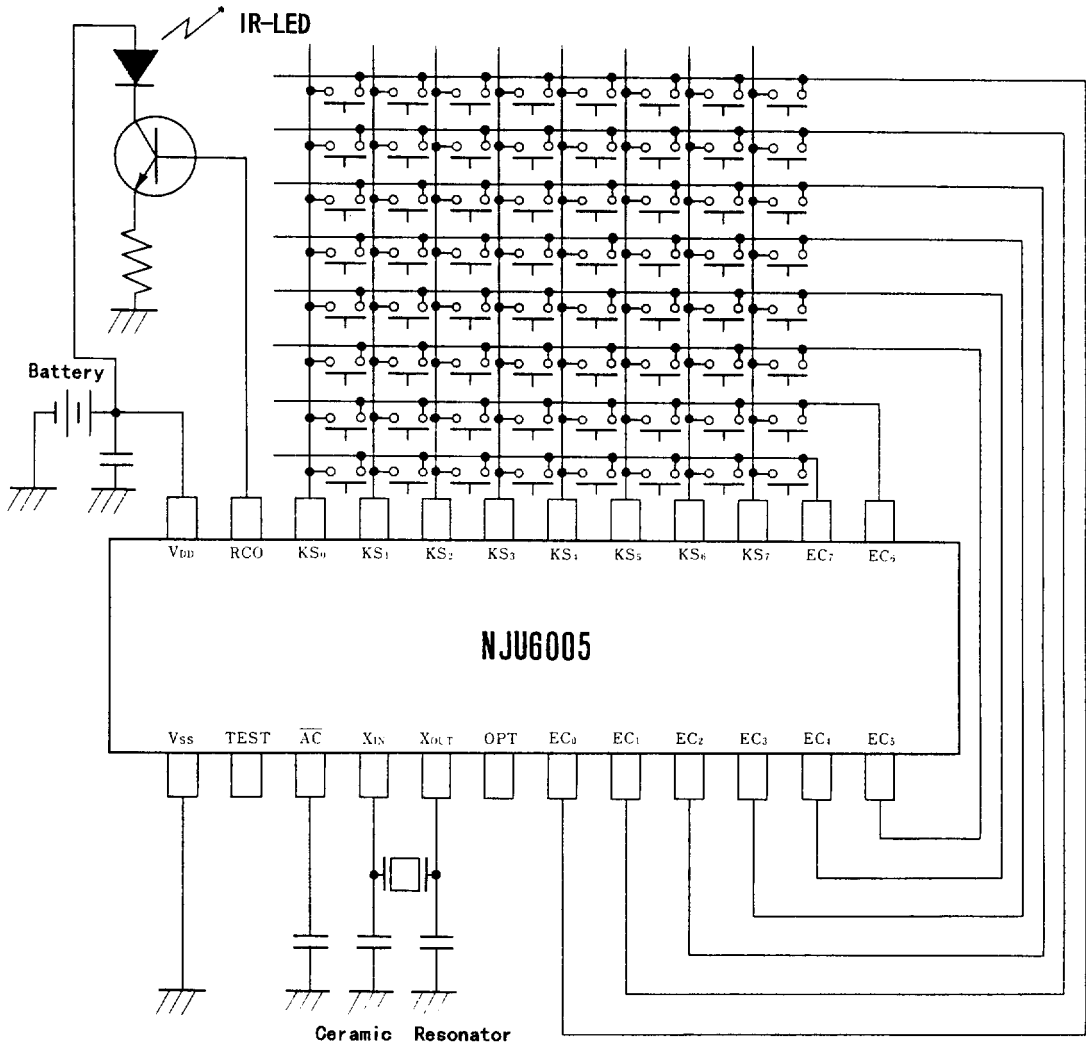 IR-LED
Battery
VDD RCO KS₀ KS₁ KS₂ KS₃ KS₄ KS₅ KS₆ KS₇ EC₇ EC₆
NJU6005
VSS TEST A̅C̅ XIN XOUT OPT EC₀ EC₁ EC₂ EC₃ EC₄ EC₅
Ceramic Resonator